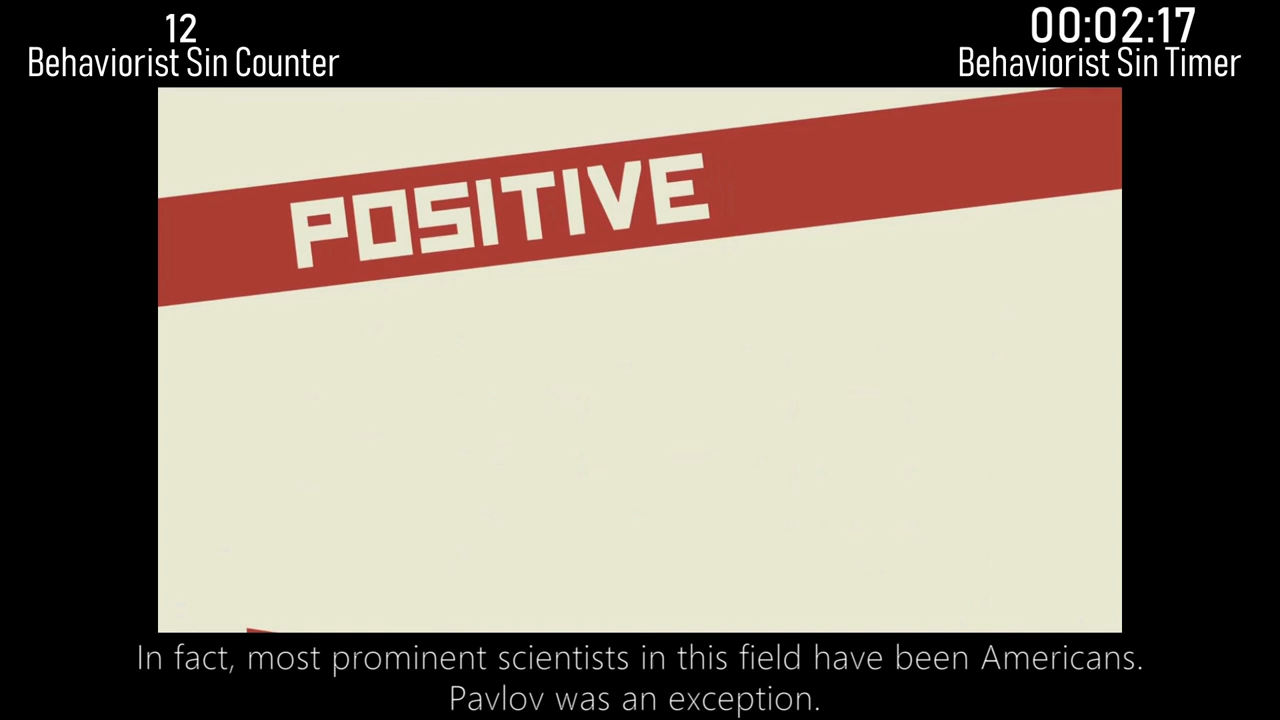 12
Behaviorist Sin Counter
00:02:17
Behaviorist Sin Timer
POSITIVE
In fact, most prominent scientists in this field have been Americans.
Pavlov was an exception.